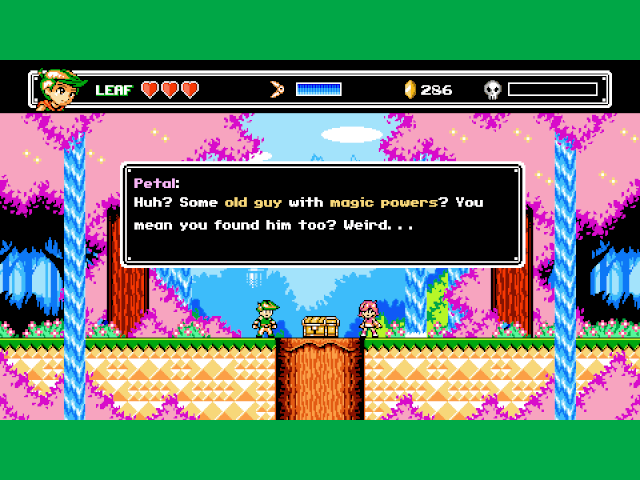 LEAF 286
Petal:
Huh? Some old guy with magic powers? You
mean you found him too? Weird...